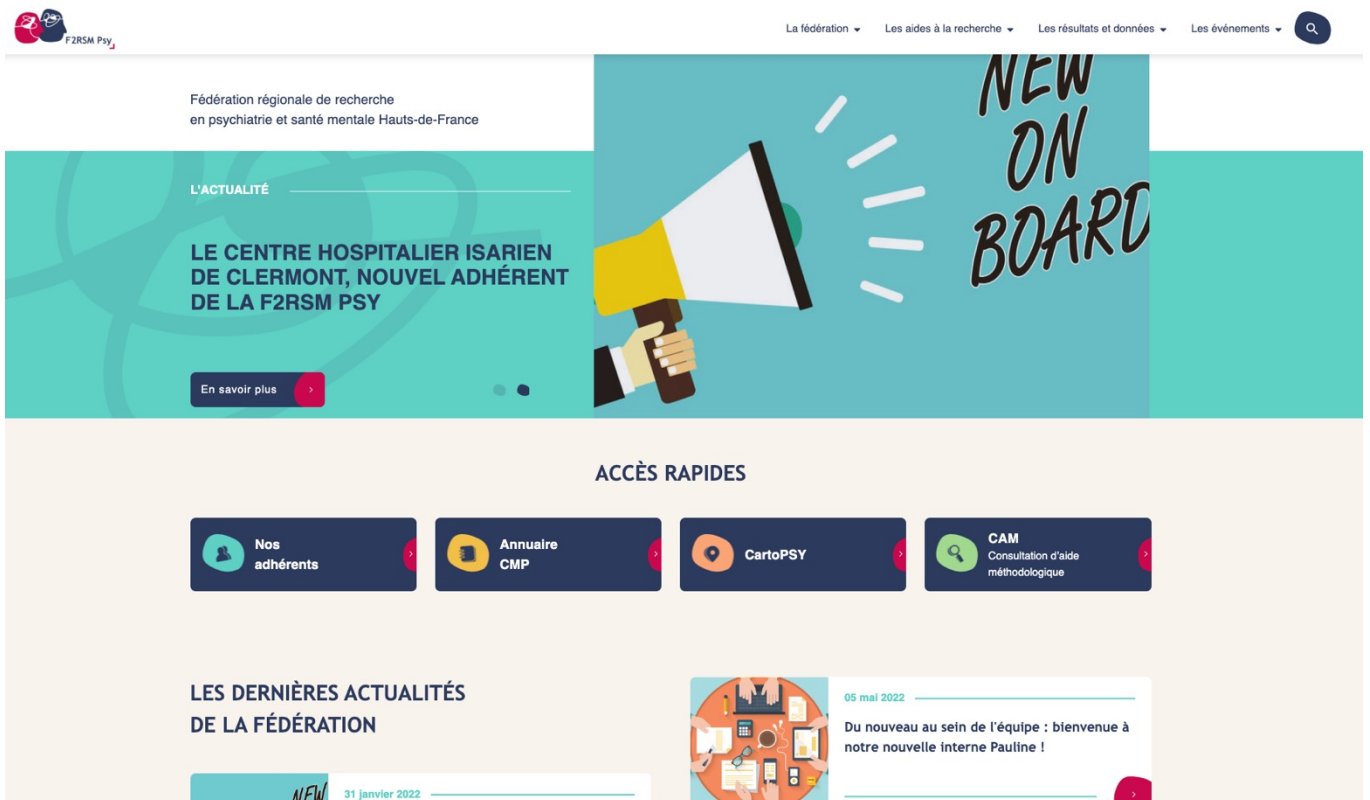 F2RSM Psy
La fédération
Les aides à la recherche
Les résultats et données
Les événements
Fédération régionale de recherche
en psychiatrie et santé mentale Hauts-de-France
L'ACTUALITÉ
LE CENTRE HOSPITALIER ISARIEN
DE CLERMONT, NOUVEL ADHÉRENT
DE LA F2RSM PSY
En savoir plus
NEW
ON
BOARD
ACCÈS RAPIDES
Nos
adhérents
Annuaire
CMP
CartoPSY
CAM
Consultation d'aide
méthodologique
LES DERNIÈRES ACTUALITÉS
DE LA FÉDÉRATION
NEW
31 janvier 2022
05 mai 2022
Du nouveau au sein de l'équipe : bienvenue à
notre nouvelle interne Pauline !